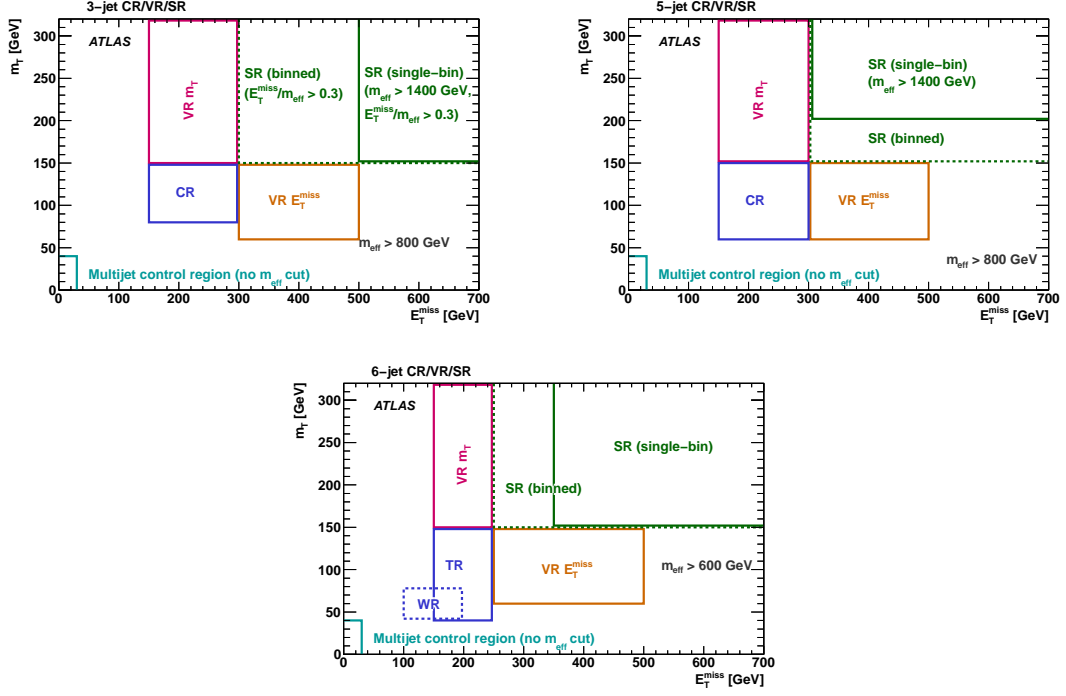 3-jet CR/VR/SR
m_T [GeV]
300
250
200
150
100
50
0
ATLAS
VR m_T
SR (binned)
(E_T^miss/m_eff > 0.3)
SR (single-bin)
(m_eff > 1400 GeV,
E_T^miss/m_eff > 0.3)
CR
VR E_T^miss
m_eff > 800 GeV
Multijet control region (no m_eff cut)
0 100 200 300 400 500 600 700
E_T^miss [GeV]
5-jet CR/VR/SR
m_T [GeV]
300
250
200
150
100
50
0
ATLAS
VR m_T
SR (single-bin)
(m_eff > 1400 GeV)
SR (binned)
CR
VR E_T^miss
m_eff > 800 GeV
Multijet control region (no m_eff cut)
0 100 200 300 400 500 600 700
E_T^miss [GeV]
6-jet CR/VR/SR
m_T [GeV]
300
250
200
150
100
50
0
ATLAS
VR m_T
SR (single-bin)
SR (binned)
TR
VR E_T^miss
m_eff > 600 GeV
WR
Multijet control region (no m_eff cut)
0 100 200 300 400 500 600 700
E_T^miss [GeV]